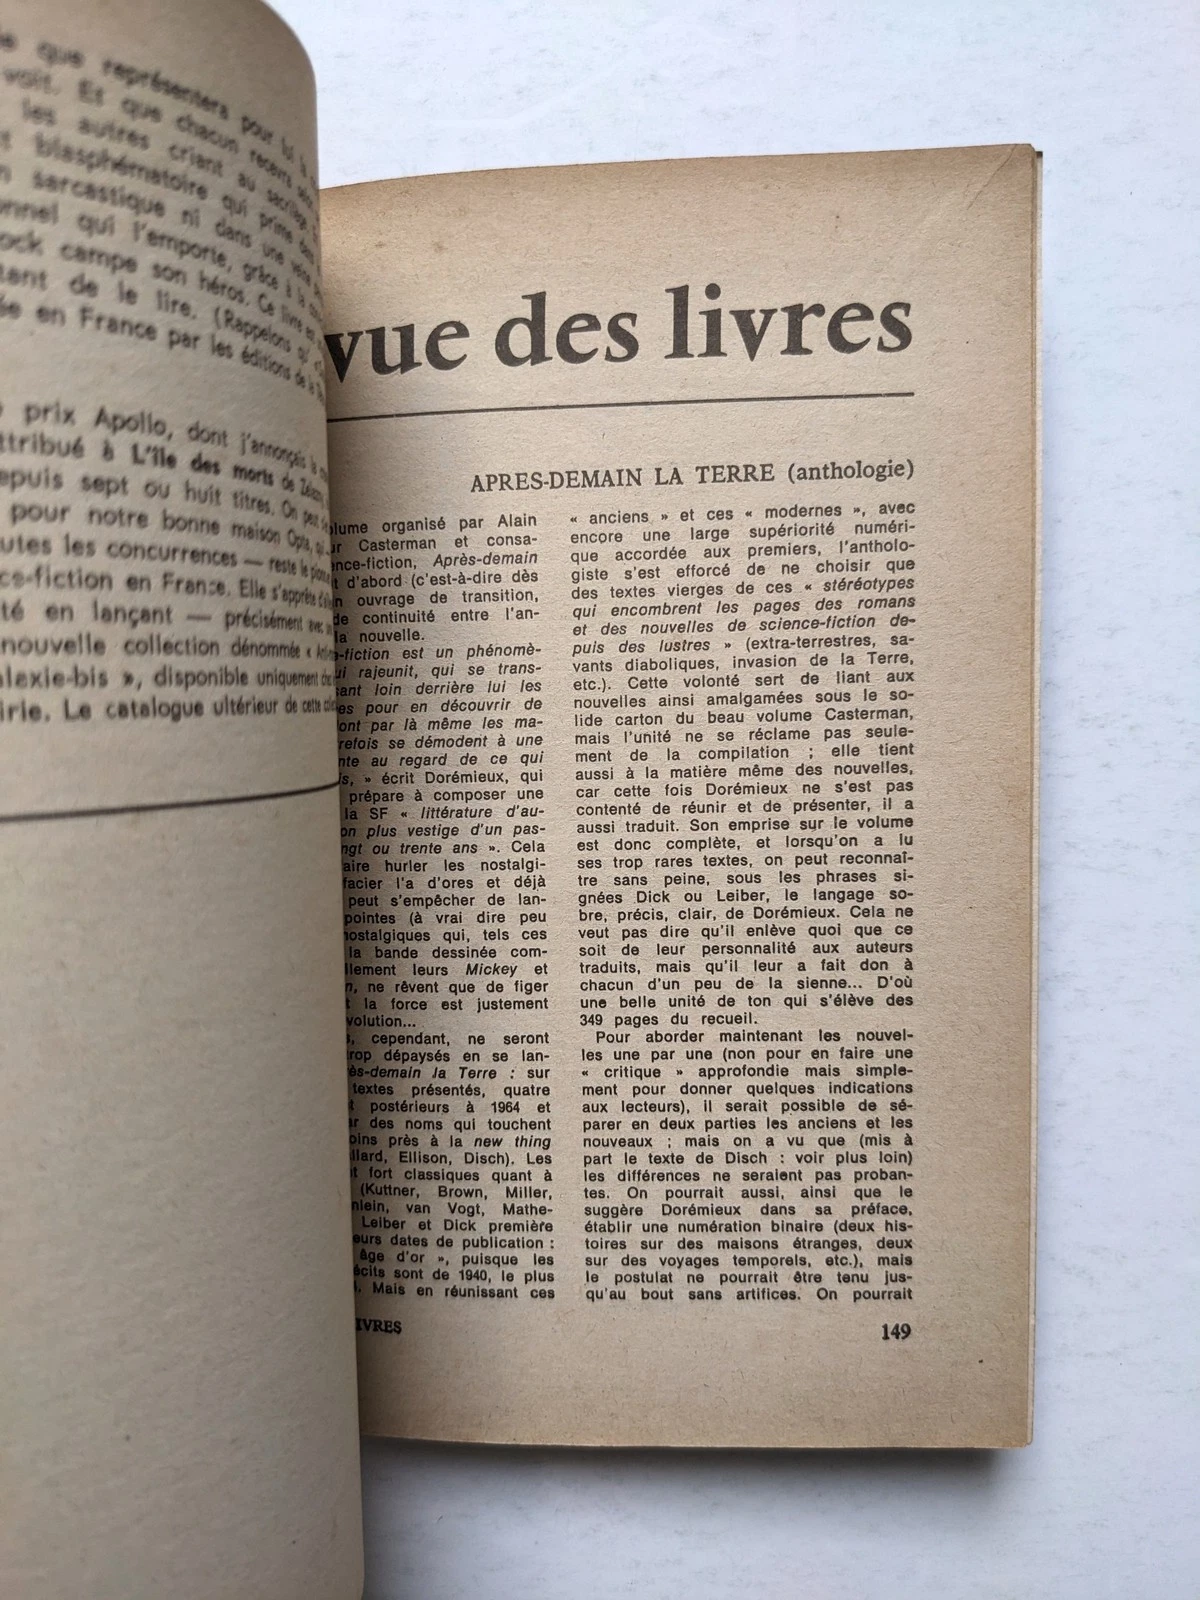 que représentera pour lui la
voit. Et que chacun recevra
les autres criant au sacrilège.
blasphématoire qui prime dans
sarcastique ni dans une veine
qui l'emporte, grâce à la
campe son héros. Ce livre en
de le lire. (Rappelons qu'
en France par les éditions de la
prix Apollo, dont j'annonçais la
ttribué à L'île des morts de Zelazny,
epuis sept ou huit titres. On peut
pour notre bonne maison Opta, qui
utes les concurrences — reste le
ce-fiction en France. Elle s'apprête
té en lançant — précisément avec
nouvelle collection dénommée «
alexie-bis », disponible uniquement
irie. Le catalogue ultérieur de cette
vue des livres
APRES-DEMAIN LA TERRE (anthologie)
lume organisé par Alain
r Casterman et consa-
nce-fiction, Après-demain
t d'abord (c'est-à-dire dès
n ouvrage de transition,
de continuité entre l'an-
la nouvelle.
-fiction est un phénomè-
ui rajeunit, qui se trans-
sant loin derrière lui les
es pour en découvrir de
ont par là même les ma-
refois se démodent à une
nte au regard de ce qui
is, » écrit Dorémieux, qui
prépare à composer une
la SF « littérature d'au-
on plus vestige d'un pas-
ngt ou trente ans ». Cela
aire hurler les nostalgi-
facier l'a d'ores et déjà
peut s'empêcher de lan-
pointes (à vrai dire peu
nostalgiques qui, tels ces
la bande dessinée com-
llement leurs Mickey et
n, ne rêvent que de figer
t la force est justement
volution...
s, cependant, ne seront
rop dépaysés en se lan-
ès-demain la Terre : sur
textes présentés, quatre
t postérieurs à 1964 et
ar des noms qui touchent
oins près à la new thing
llard, Ellison, Disch). Les
t fort classiques quant à
(Kuttner, Brown, Miller,
nlein, van Vogt, Mathe-
Leiber et Dick première
eurs dates de publication :
âge d'or », puisque les
écits sont de 1940, le plus
). Mais en réunissant ces
« anciens » et ces « modernes », avec
encore une large supériorité numéri-
que accordée aux premiers, l'antholo-
giste s'est efforcé de ne choisir que
des textes vierges de ces « stéréotypes
qui encombrent les pages des romans
et des nouvelles de science-fiction de-
puis des lustres » (extra-terrestres, sa-
vants diaboliques, invasion de la Terre,
etc.). Cette volonté sert de liant aux
nouvelles ainsi amalgamées sous le so-
lide carton du beau volume Casterman,
mais l'unité ne se réclame pas seule-
ment de la compilation ; elle tient
aussi à la matière même des nouvelles,
car cette fois Dorémieux ne s'est pas
contenté de réunir et de présenter, il a
aussi traduit. Son emprise sur le volume
est donc complète, et lorsqu'on a lu
ses trop rares textes, on peut reconnaî-
tre sans peine, sous les phrases si-
gnées Dick ou Leiber, le langage so-
bre, précis, clair, de Dorémieux. Cela ne
veut pas dire qu'il enlève quoi que ce
soit de leur personnalité aux auteurs
traduits, mais qu'il leur a fait don à
chacun d'un peu de la sienne... D'où
une belle unité de ton qui s'élève des
349 pages du recueil.
Pour aborder maintenant les nouvel-
les une par une (non pour en faire une
« critique » approfondie mais simple-
ment pour donner quelques indications
aux lecteurs), il serait possible de sé-
parer en deux parties les anciens et les
nouveaux ; mais on a vu que (mis à
part le texte de Disch : voir plus loin)
les différences ne seraient pas proban-
tes. On pourrait aussi, ainsi que le
suggère Dorémieux dans sa préface,
établir une numération binaire (deux his-
toires sur des maisons étranges, deux
sur des voyages temporels, etc.), mais
le postulat ne pourrait être tenu jus-
qu'au bout sans artifices. On pourrait
IVRES
149